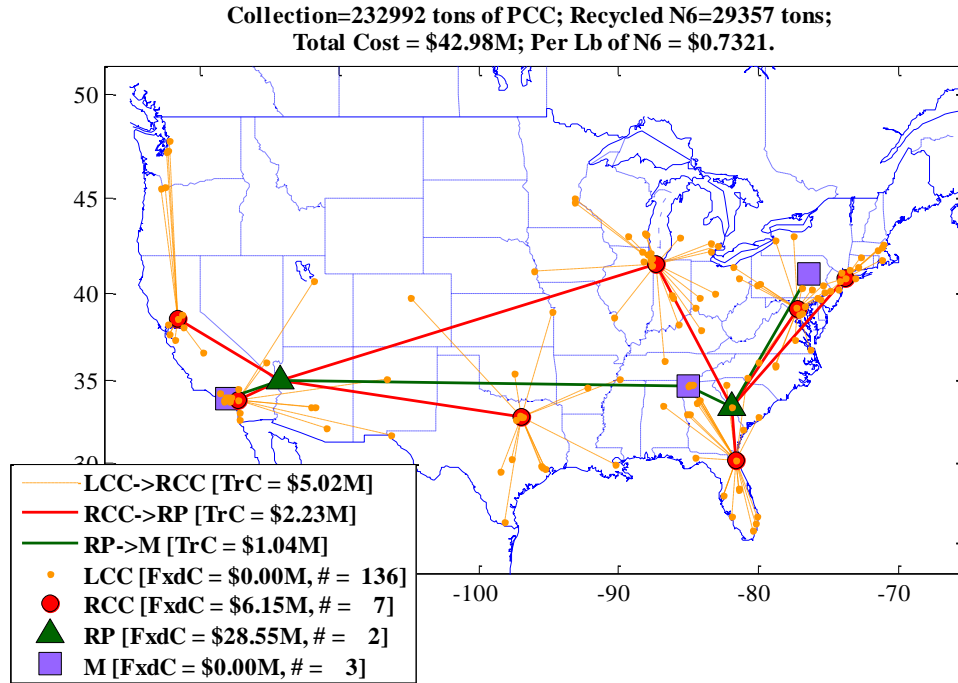 Collection=232992 tons of PCC; Recycled N6=29357 tons;
Total Cost = $42.98M; Per Lb of N6 = $0.7321.
50
45
40
35
30
LCC->RCC [TrC = $5.02M]
RCC->RP [TrC = $2.23M]
RP->M [TrC = $1.04M]
LCC [FxdC = $0.00M, # = 136]
RCC [FxdC = $6.15M, # = 7]
RP [FxdC = $28.55M, # = 2]
M [FxdC = $0.00M, # = 3]
-100
-90
-80
-70